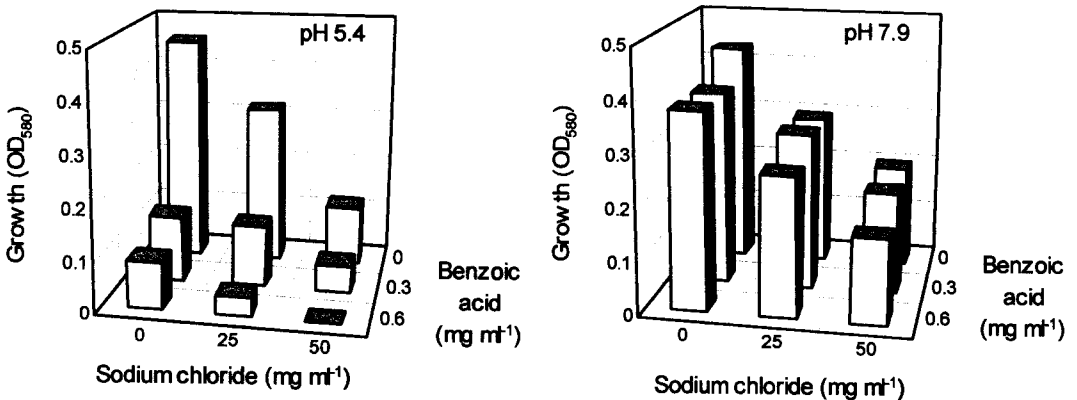 pH 5.4
0.5
0.4
0.3
0.2
0.1
0
Growth (OD580)
0
25
50
Sodium chloride (mg ml-1)
0
0.3
0.6
Benzoic
acid
(mg ml-1)
pH 7.9
0.5
0.4
0.3
0.2
0.1
0
Growth (OD580)
0
25
50
Sodium chloride (mg ml-1)
0
0.3
0.6
Benzoic
acid
(mg ml-1)